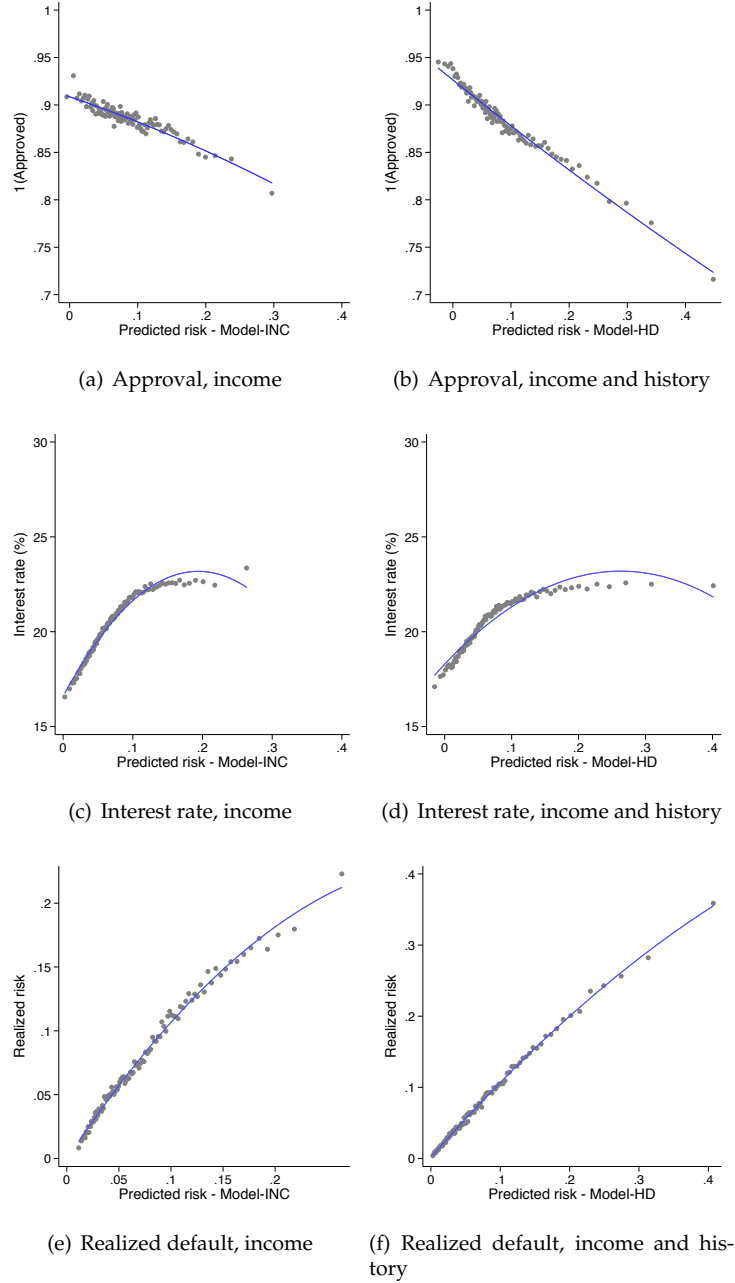 1
.95
.9
.85
.8
.75
.7
1(Approved)
0 .1 .2 .3 .4
Predicted risk - Model-INC
(a) Approval, income
1
.95
.9
.85
.8
.75
.7
1(Approved)
0 .1 .2 .3 .4
Predicted risk - Model-HD
(b) Approval, income and history
30
25
20
15
Interest rate (%)
0 .1 .2 .3 .4
Predicted risk - Model-INC
(c) Interest rate, income
30
25
20
15
Interest rate (%)
0 .1 .2 .3 .4
Predicted risk - Model-HD
(d) Interest rate, income and history
.2
.15
.1
.05
0
Realized risk
0 .05 .1 .15 .2
Predicted risk - Model-INC
(e) Realized default, income
.4
.3
.2
.1
0
Realized risk
0 .1 .2 .3 .4
Predicted risk - Model-HD
(f) Realized default, income and his-
tory